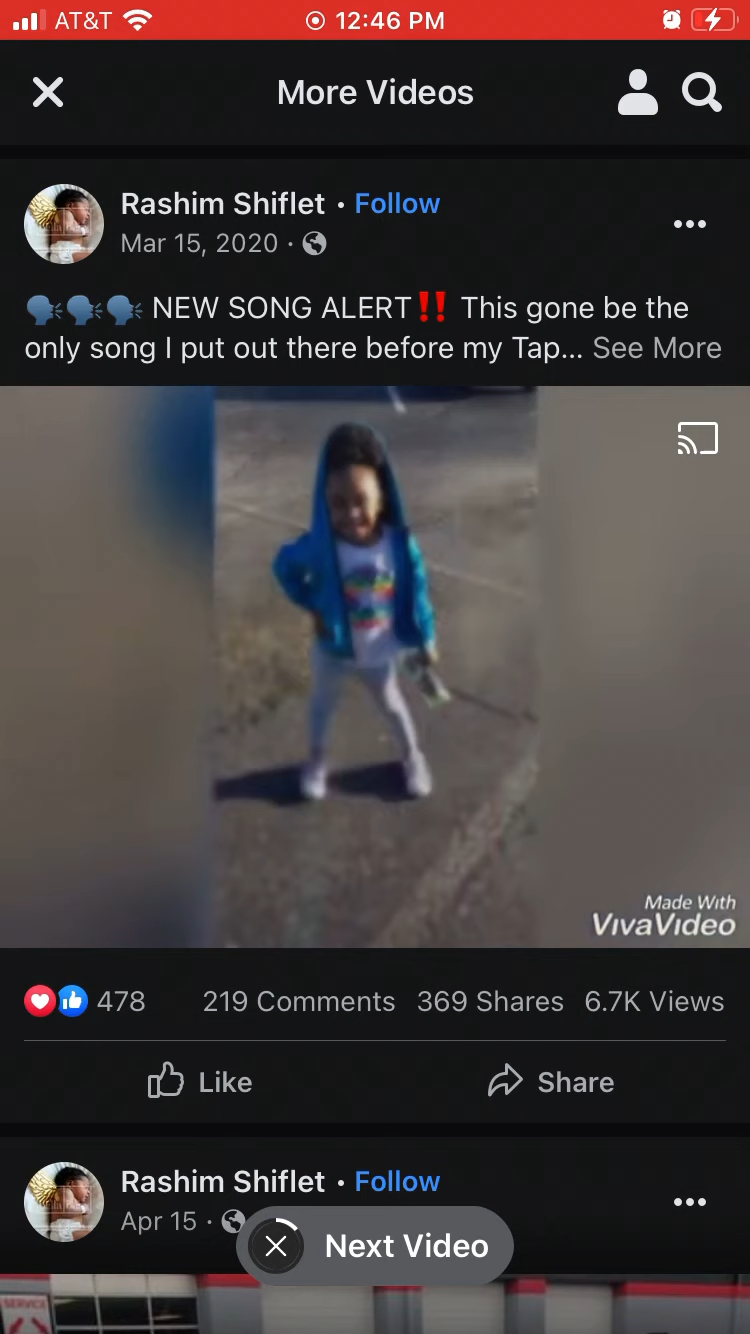 AT&T 12:46 PM
More Videos
Rashim Shiflet • Follow
Mar 15, 2020 ·
🗣🗣🗣 NEW SONG ALERT‼️ This gone be the
only song I put out there before my Tap... See More
Made With
VivaVideo
478 219 Comments 369 Shares 6.7K Views
Like Share
Rashim Shiflet • Follow
Apr 15 ·
Next Video
SERVICE